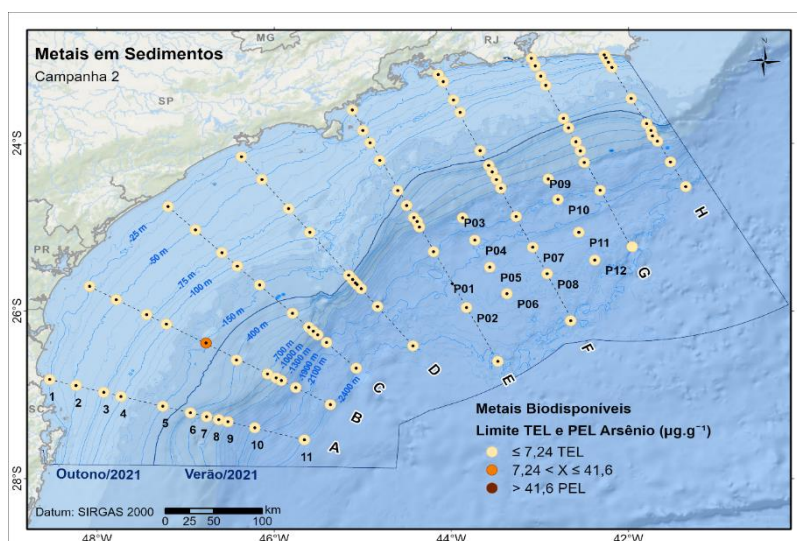 Metais em Sedimentos
Campanha 2
MG
RJ
SP
PR
SC
24°S
26°S
28°S
48°W
46°W
44°W
42°W
-25 m
-50 m
-75 m
-100 m
-150 m
-400 m
-700 m
-1000 m
-1300 m
-1900 m
-2100 m
-2400 m
P09
P10
P03
P04
P11
P07
P12
P05
P08
P01
P06
P02
H
G
F
E
D
C
B
A
1
2
3
4
5
6
7
8
9
10
11
Outono/2021
Verão/2021
Datum: SIRGAS 2000
km
0 25 50 100
Metais Biodisponíveis
Limite TEL e PEL Arsênio (µg.g⁻¹)
≤ 7,24 TEL
7,24 < X ≤ 41,6
> 41,6 PEL